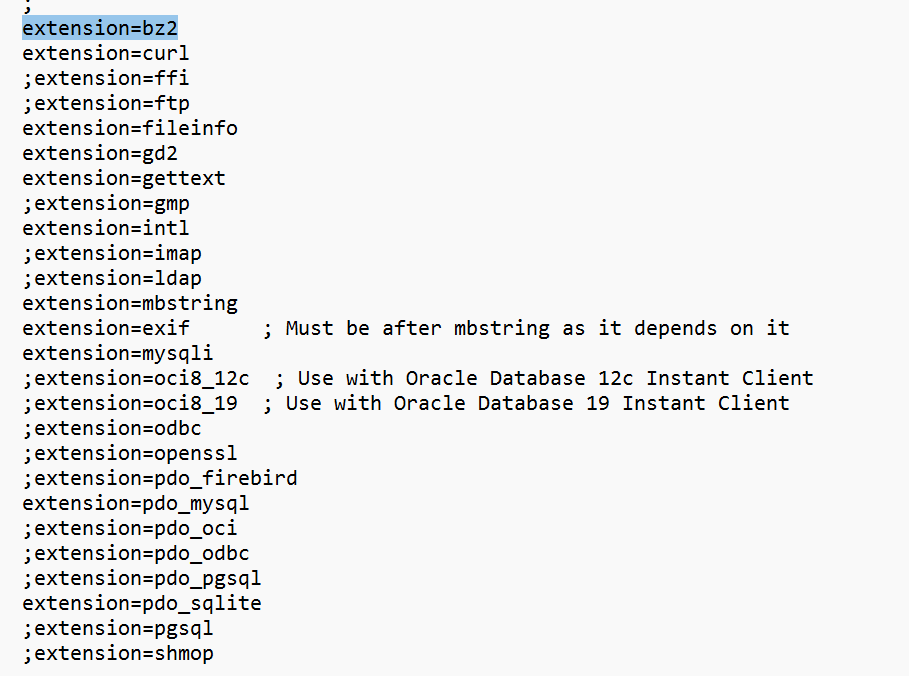 ;
extension=bz2
extension=curl
;extension=ffi
;extension=ftp
extension=fileinfo
extension=gd2
extension=gettext
;extension=gmp
extension=intl
;extension=imap
;extension=ldap
extension=mbstring
extension=exif      ; Must be after mbstring as it depends on it
extension=mysqli
;extension=oci8_12c  ; Use with Oracle Database 12c Instant Client
;extension=oci8_19  ; Use with Oracle Database 19 Instant Client
;extension=odbc
;extension=openssl
;extension=pdo_firebird
extension=pdo_mysql
;extension=pdo_oci
;extension=pdo_odbc
;extension=pdo_pgsql
extension=pdo_sqlite
;extension=pgsql
;extension=shmop